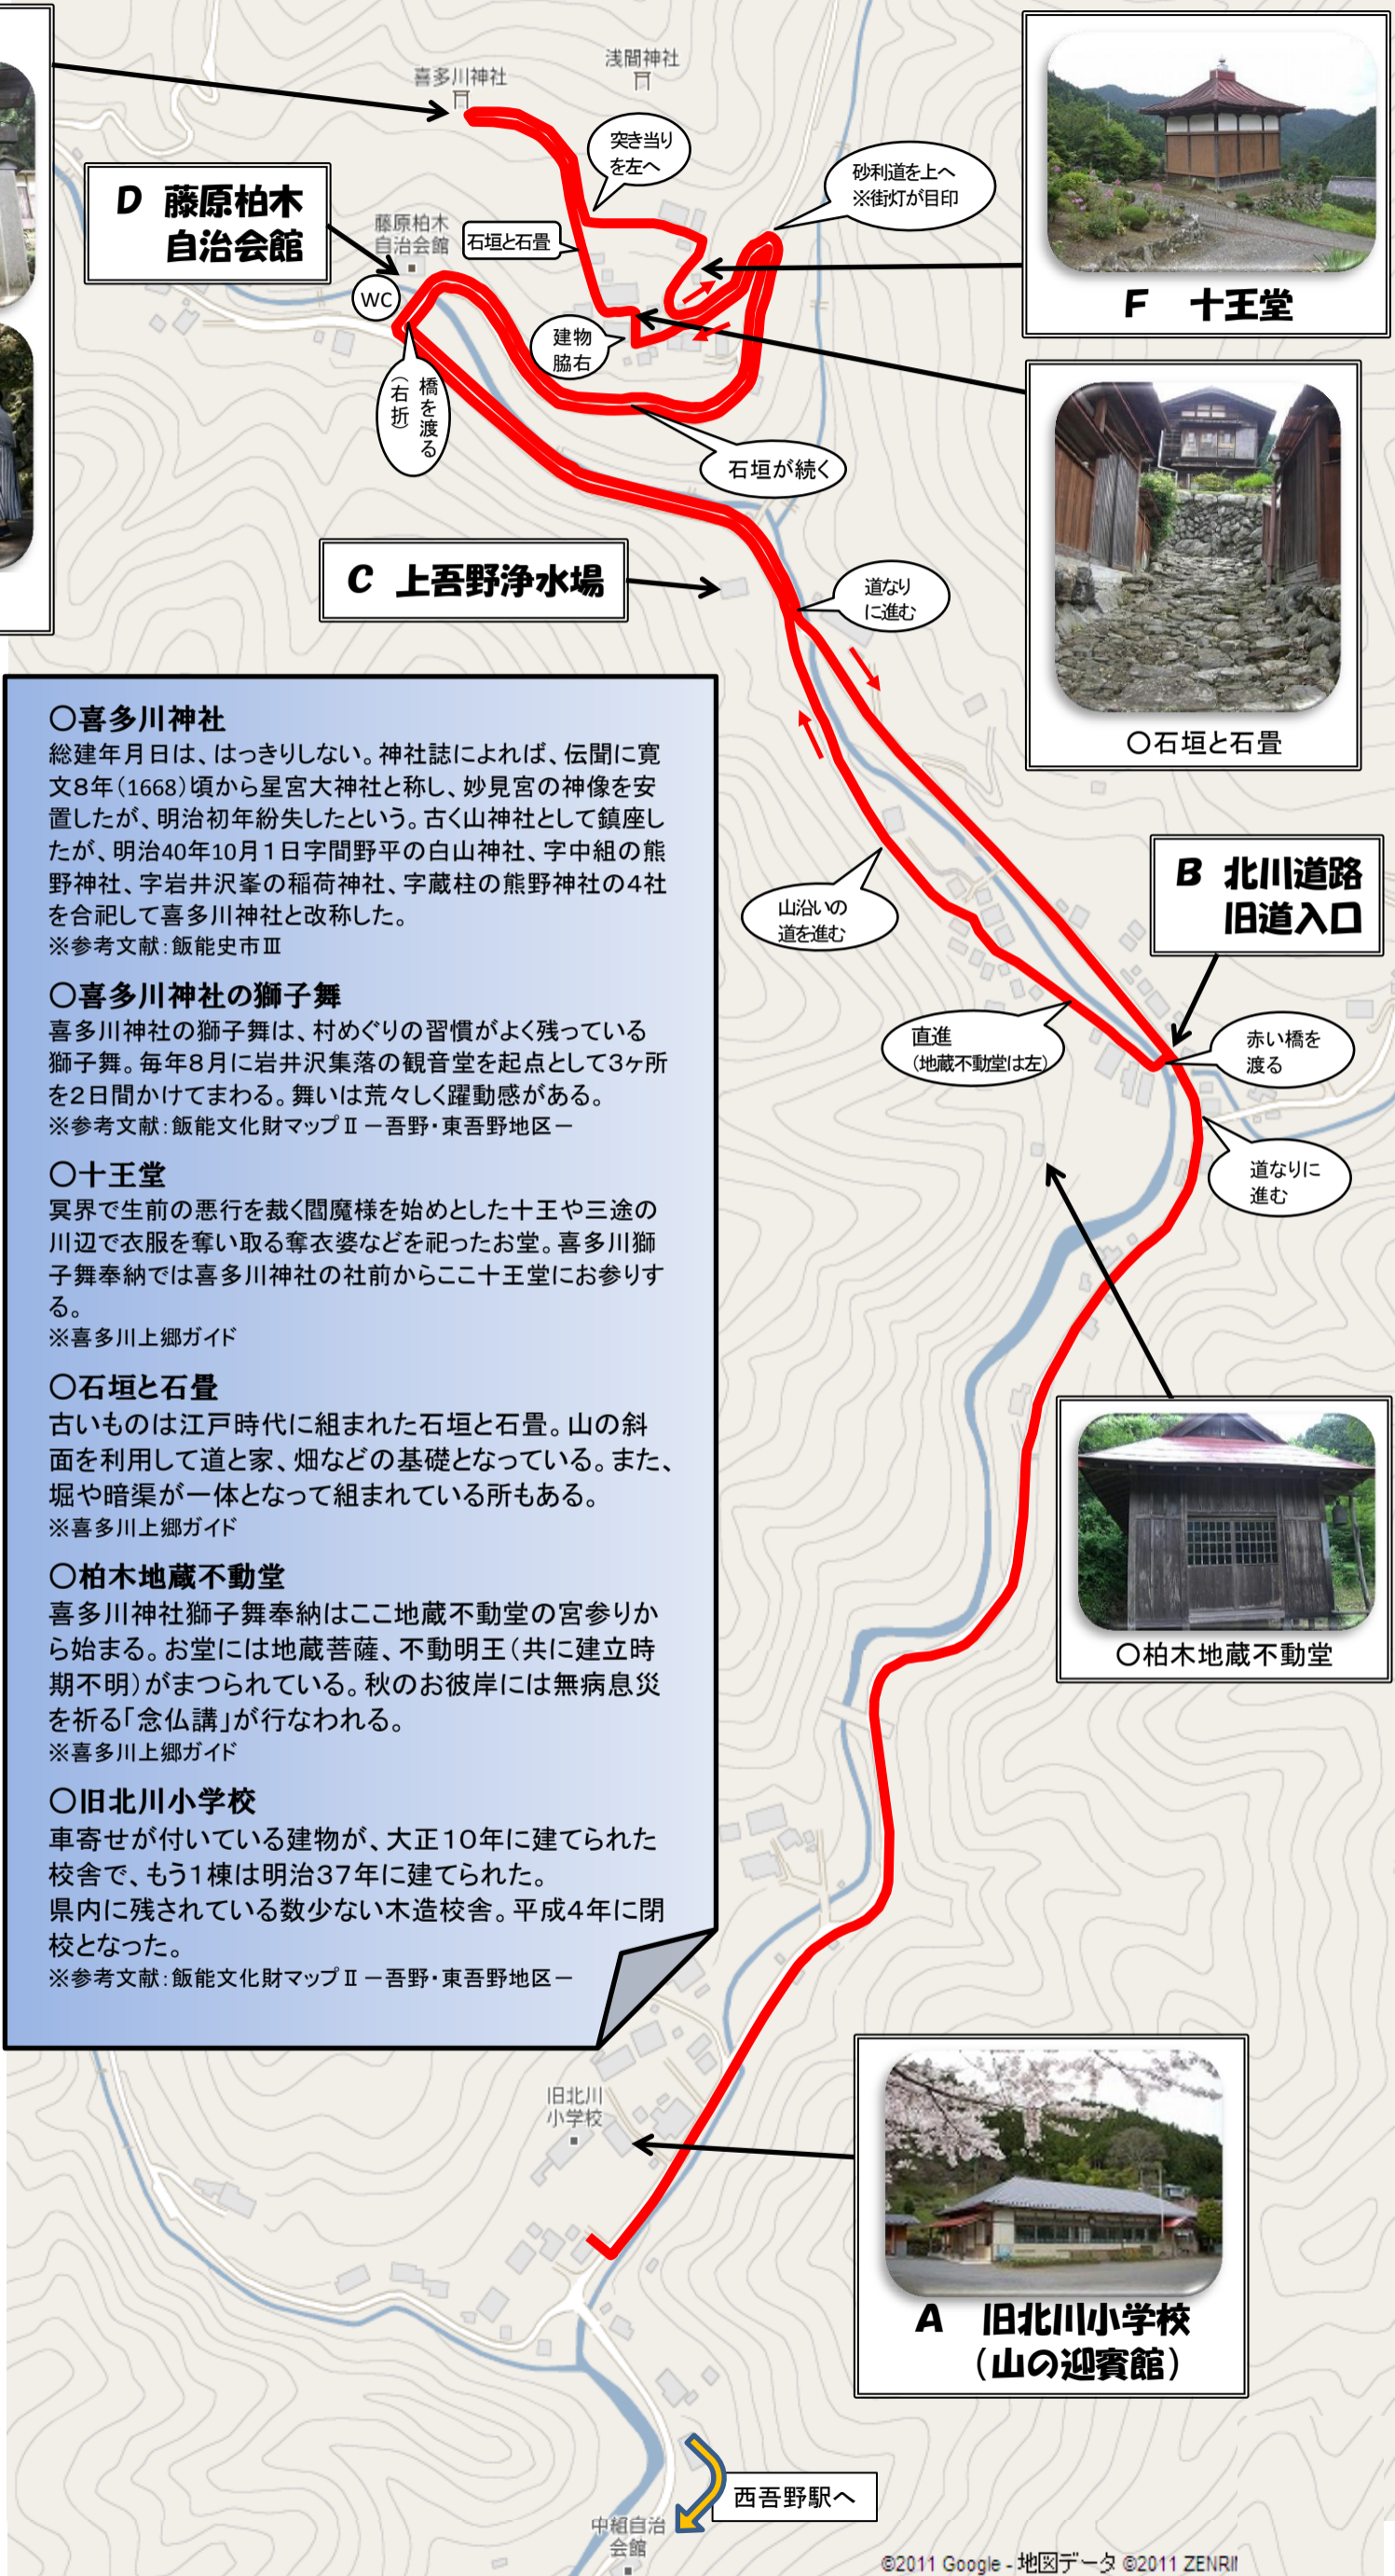 喜多川神社
浅間神社
突き当り
を左へ
砂利道を上へ
※街灯が目印
D 藤原柏木
自治会館
藤原柏木
自治会館
石垣と石畳
WC
建物
脇右
橋を渡る
（右折）
石垣が続く
F 十王堂
〇石垣と石畳
C 上吾野浄水場
道なり
に進む
山沿いの
道を進む
B 北川道路
旧道入口
直進
（地蔵不動堂は左）
赤い橋を
渡る
道なりに
進む
〇喜多川神社
総建年月日は、はっきりしない。神社誌によれば、伝聞に寛
文8年（1668）頃から星宮大神社と称し、妙見宮の神像を安
置したが、明治初年紛失したという。古く山神社として鎮座し
たが、明治40年10月１日字間野平の白山神社、字中組の熊
野神社、字岩井沢峯の稲荷神社、字蔵柱の熊野神社の４社
を合祀して喜多川神社と改称した。
※参考文献：飯能史市Ⅲ
〇喜多川神社の獅子舞
喜多川神社の獅子舞は、村めぐりの習慣がよく残っている
獅子舞。毎年８月に岩井沢集落の観音堂を起点として3ヶ所
を２日間かけてまわる。舞いは荒々しく躍動感がある。
※参考文献：飯能文化財マップⅡ－吾野・東吾野地区－
〇十王堂
冥界で生前の悪行を裁く閻魔様を始めとした十王や三途の
川辺で衣服を奪い取る奪衣婆などを祀ったお堂。喜多川獅
子舞奉納では喜多川神社の社前からここ十王堂にお参りす
る。
※喜多川上郷ガイド
〇石垣と石畳
古いものは江戸時代に組まれた石垣と石畳。山の斜
面を利用して道と家、畑などの基礎となっている。また、
堀や暗渠が一体となって組まれている所もある。
※喜多川上郷ガイド
〇柏木地蔵不動堂
喜多川神社獅子舞奉納はここ地蔵不動堂の宮参りか
ら始まる。お堂には地蔵菩薩、不動明王（共に建立時
期不明）がまつられている。秋のお彼岸には無病息災
を祈る「念仏講」が行なわれる。
※喜多川上郷ガイド
〇旧北川小学校
車寄せが付いている建物が、大正１０年に建てられた
校舎で、もう１棟は明治３７年に建てられた。
県内に残されている数少ない木造校舎。平成４年に閉
校となった。
※参考文献：飯能文化財マップⅡ－吾野・東吾野地区－
〇柏木地蔵不動堂
旧北川
小学校
A 旧北川小学校
（山の迎賓館）
西吾野駅へ
中組自治
会館
©2011 Google - 地図データ ©2011 ZENRI